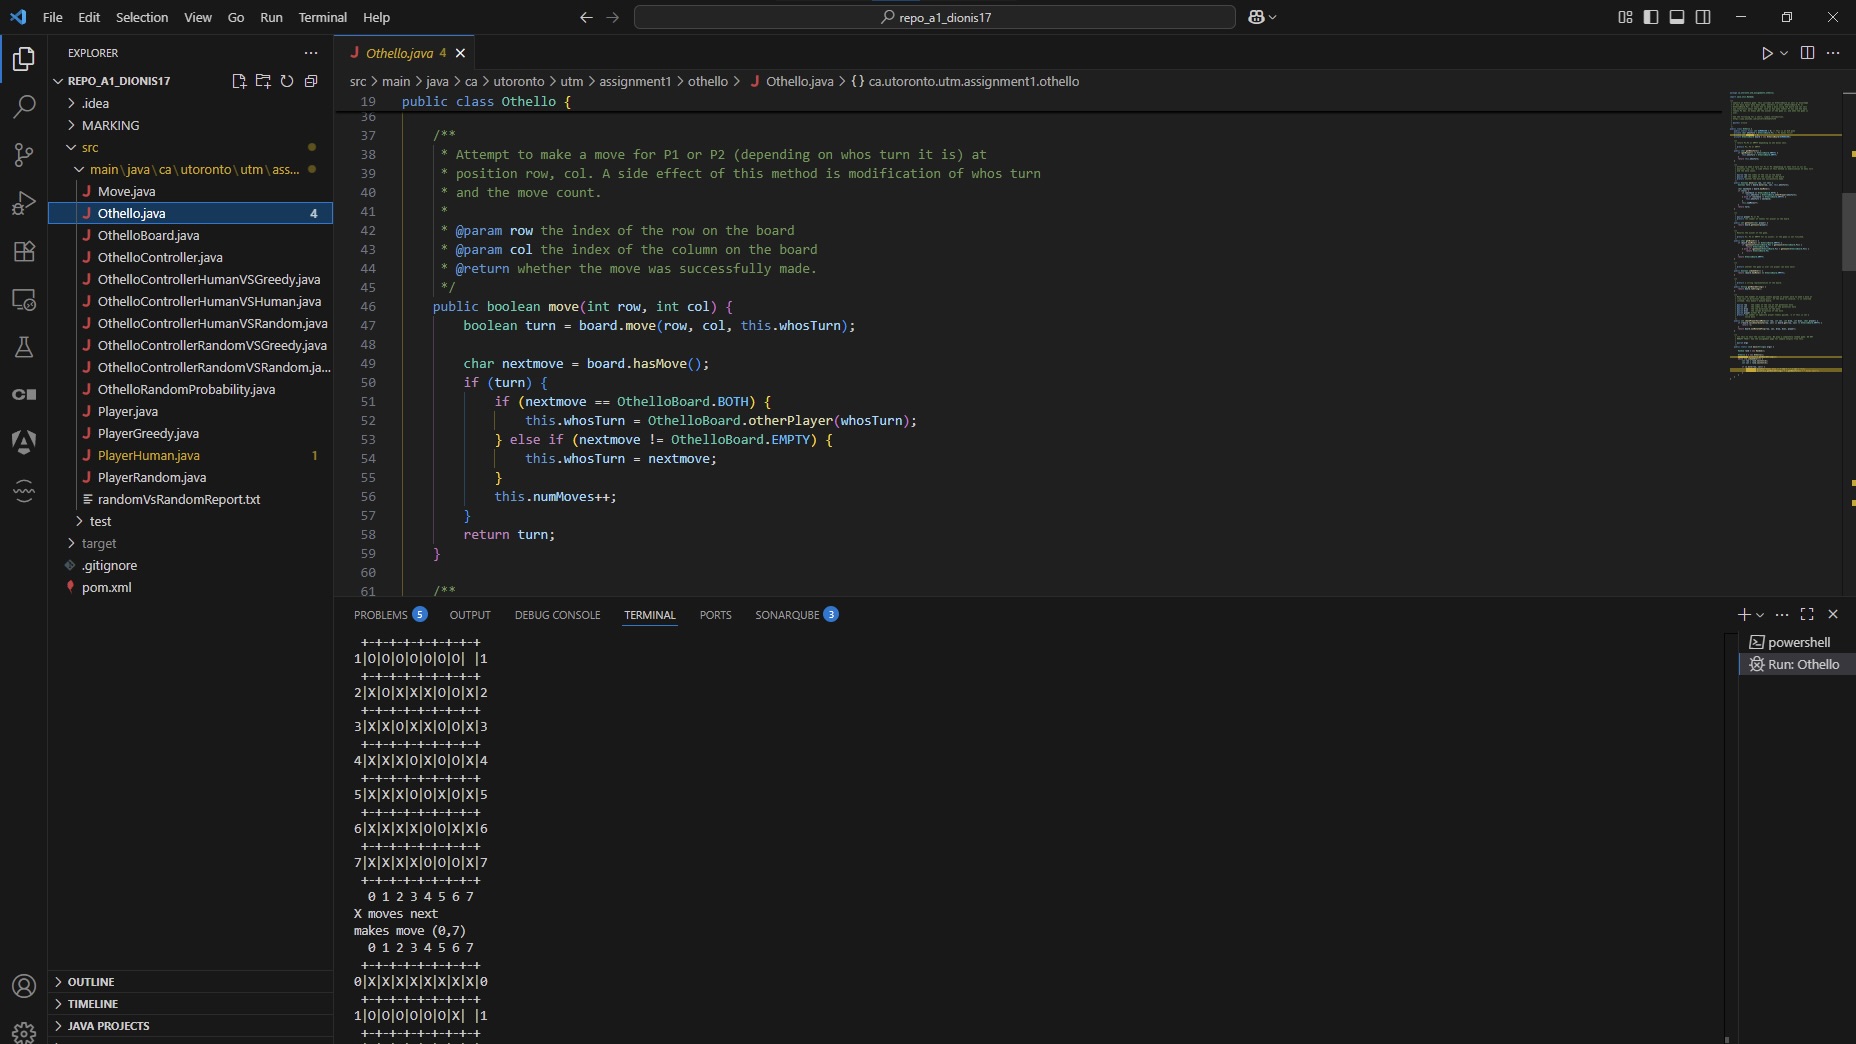 File Edit Selection View Go Run Terminal Help
repo_a1_dionis17
EXPLORER
REPO_A1_DIONIS17
.idea
MARKING
src
main\java\ca\utoronto\utm\ass...
Move.java
Othello.java 4
OthelloBoard.java
OthelloController.java
OthelloControllerHumanVSGreedy.java
OthelloControllerHumanVSHuman.java
OthelloControllerHumanVSRandom.java
OthelloControllerRandomVSGreedy.java
OthelloControllerRandomVSRandom.ja...
OthelloRandomProbability.java
Player.java
PlayerGreedy.java
PlayerHuman.java 1
PlayerRandom.java
randomVsRandomReport.txt
test
target
.gitignore
pom.xml
OUTLINE
TIMELINE
JAVA PROJECTS
Othello.java 4
src > main > java > ca > utoronto > utm > assignment1 > othello > Othello.java > {} ca.utoronto.utm.assignment1.othello
19 public class Othello {
36
37 /**
38 * Attempt to make a move for P1 or P2 (depending on whos turn it is) at
39 * position row, col. A side effect of this method is modification of whos turn
40 * and the move count.
41 *
42 * @param row the index of the row on the board
43 * @param col the index of the column on the board
44 * @return whether the move was successfully made.
45 */
46 public boolean move(int row, int col) {
47 boolean turn = board.move(row, col, this.whosTurn);
48
49 char nextmove = board.hasMove();
50 if (turn) {
51 if (nextmove == OthelloBoard.BOTH) {
52 this.whosTurn = OthelloBoard.otherPlayer(whosTurn);
53 } else if (nextmove != OthelloBoard.EMPTY) {
54 this.whosTurn = nextmove;
55 }
56 this.numMoves++;
57 }
58 return turn;
59 }
60
61 /**
PROBLEMS 5 OUTPUT DEBUG CONSOLE TERMINAL PORTS SONARQUBE 3
powershell
Run: Othello
+-+-+-+-+-+-+-+-+
1|O|O|O|O|O|O|O| |1
+-+-+-+-+-+-+-+-+
2|X|O|X|X|X|O|O|X|2
+-+-+-+-+-+-+-+-+
3|X|X|O|X|X|O|O|X|3
+-+-+-+-+-+-+-+-+
4|X|X|X|O|X|O|O|X|4
+-+-+-+-+-+-+-+-+
5|X|X|X|O|O|X|O|X|5
+-+-+-+-+-+-+-+-+
6|X|X|X|X|O|O|X|X|6
+-+-+-+-+-+-+-+-+
7|X|X|X|X|O|O|O|X|7
+-+-+-+-+-+-+-+-+
0 1 2 3 4 5 6 7
X moves next
makes move (0,7)
0 1 2 3 4 5 6 7
+-+-+-+-+-+-+-+-+
0|X|X|X|X|X|X|X|X|0
+-+-+-+-+-+-+-+-+
1|O|O|O|O|O|O|X| |1
+-+-+-+-+-+-+-+-+